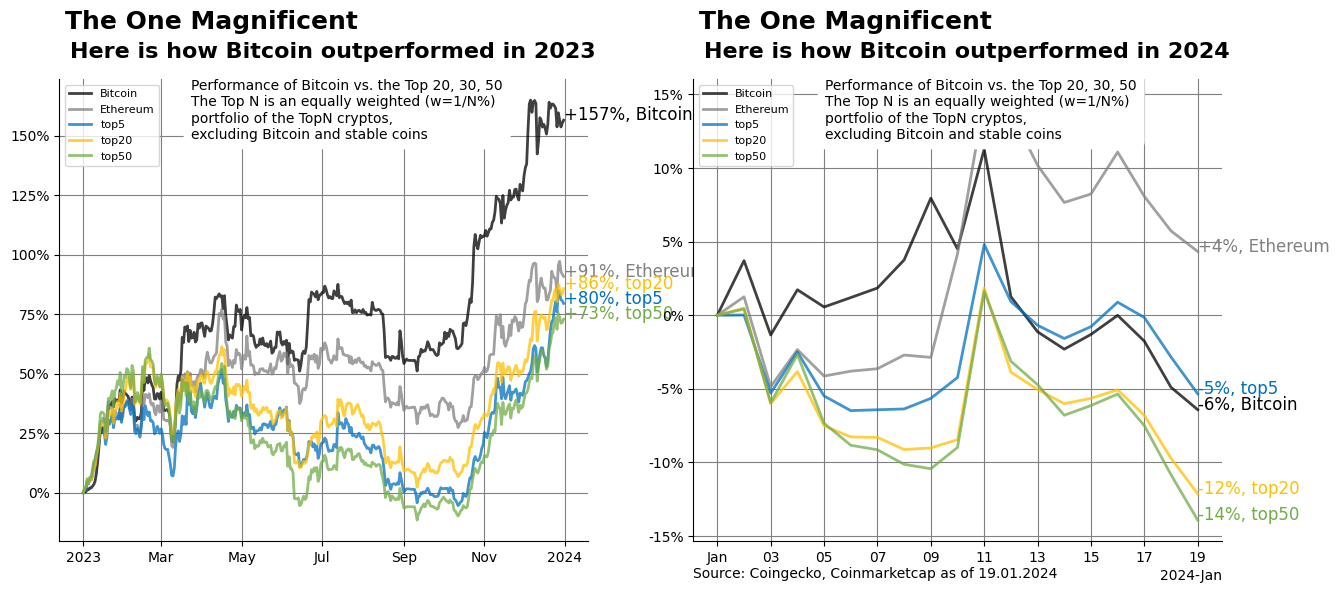 The One Magnificent
Here is how Bitcoin outperformed in 2023
Bitcoin
Ethereum
top5
top20
top50
Performance of Bitcoin vs. the Top 20, 30, 50
The Top N is an equally weighted (w=1/N%)
portfolio of the TopN cryptos,
excluding Bitcoin and stable coins
150%
125%
100%
75%
50%
25%
0%
+157%, Bitcoin
+91%, Ethereu
+86%, top20
+80%, top5
+73%, top50
2023
Mar
May
Jul
Sep
Nov
2024
The One Magnificent
Here is how Bitcoin outperformed in 2024
Bitcoin
Ethereum
top5
top20
top50
Performance of Bitcoin vs. the Top 20, 30, 50
The Top N is an equally weighted (w=1/N%)
portfolio of the TopN cryptos,
excluding Bitcoin and stable coins
15%
10%
5%
0%
-5%
-10%
-15%
+4%, Ethereum
-5%, top5
-6%, Bitcoin
-12%, top20
-14%, top50
Jan
03
05
07
09
11
13
15
17
19
Source: Coingecko, Coinmarketcap as of 19.01.2024
2024-Jan